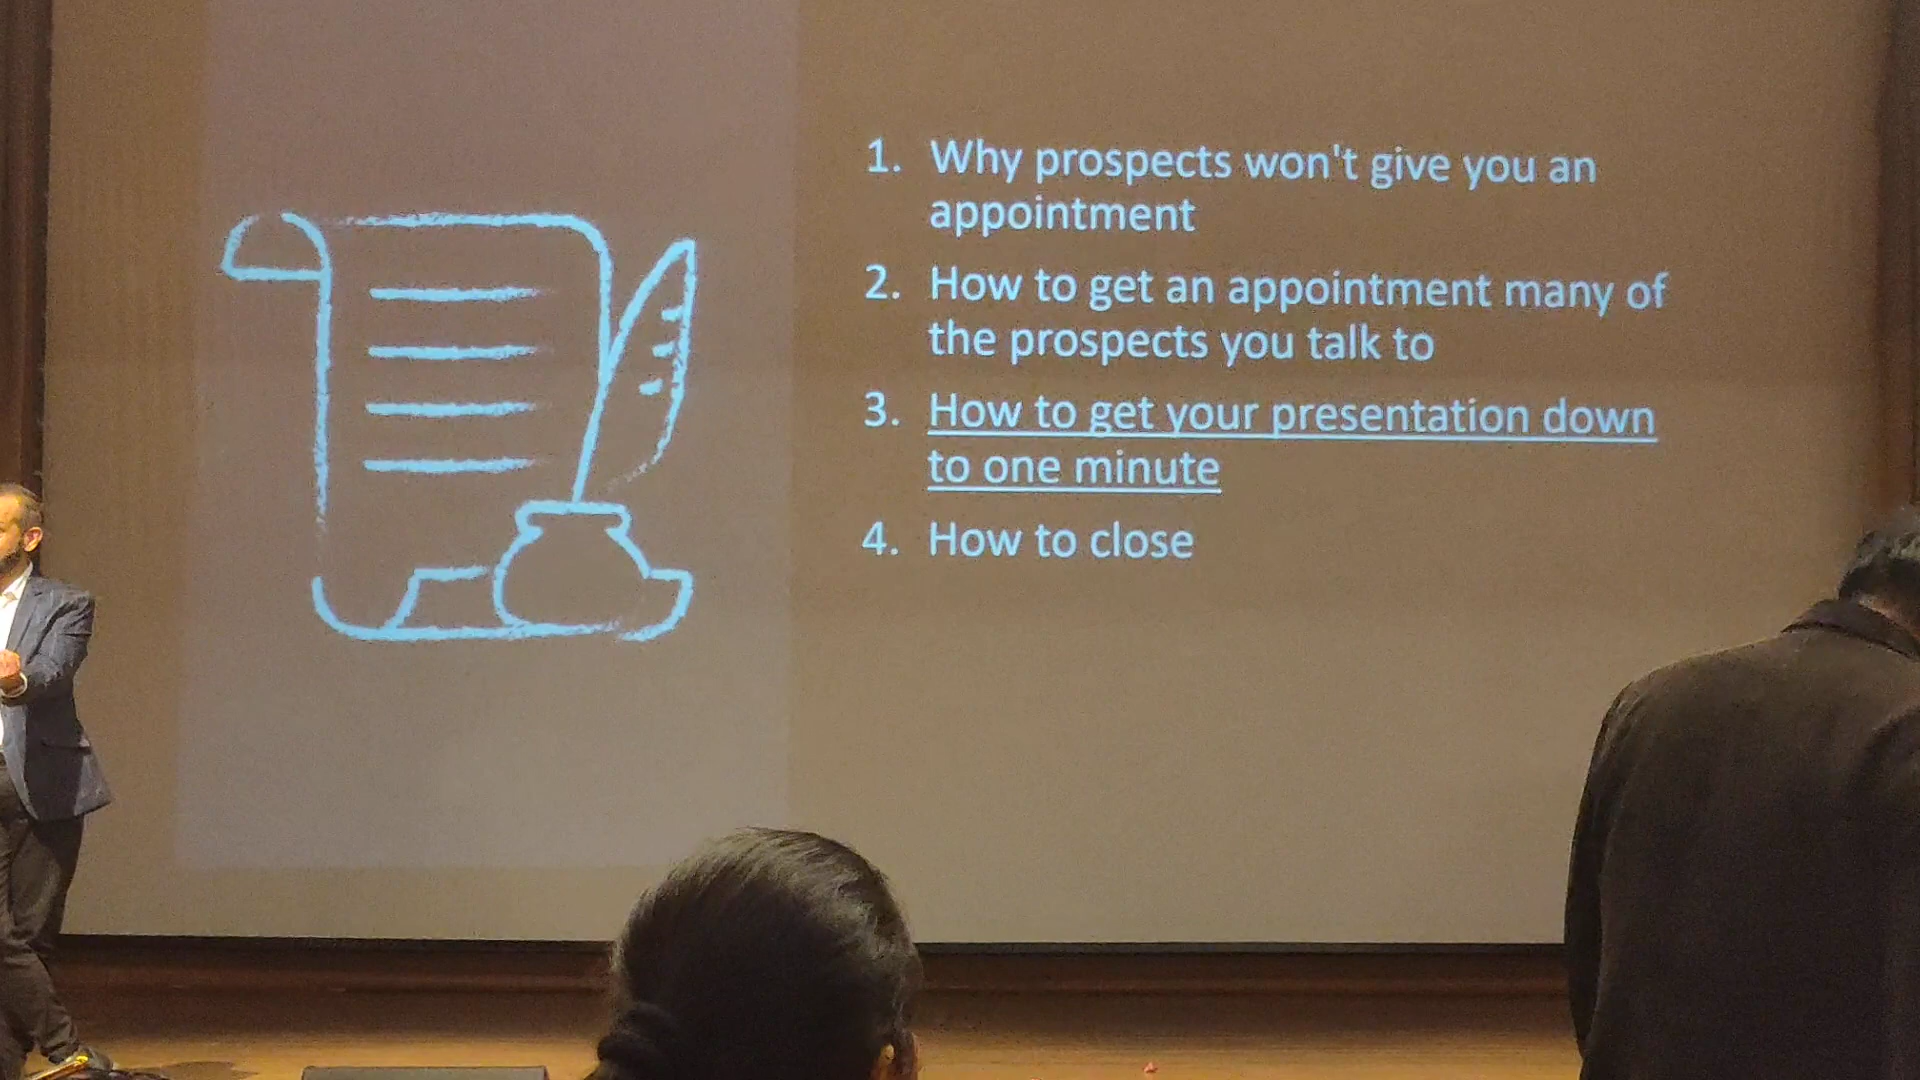 1. Why prospects won't give you an
appointment
2. How to get an appointment many of
the prospects you talk to
3. How to get your presentation down
to one minute
4. How to close